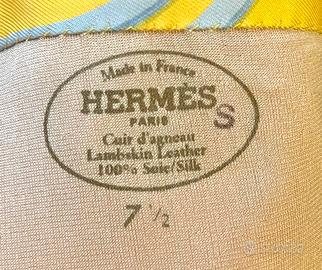 Made in France
HERMÈS
S
PARIS
Cuir d'agneau
Lambskin Leather
100% Soie/Silk
7 1/2